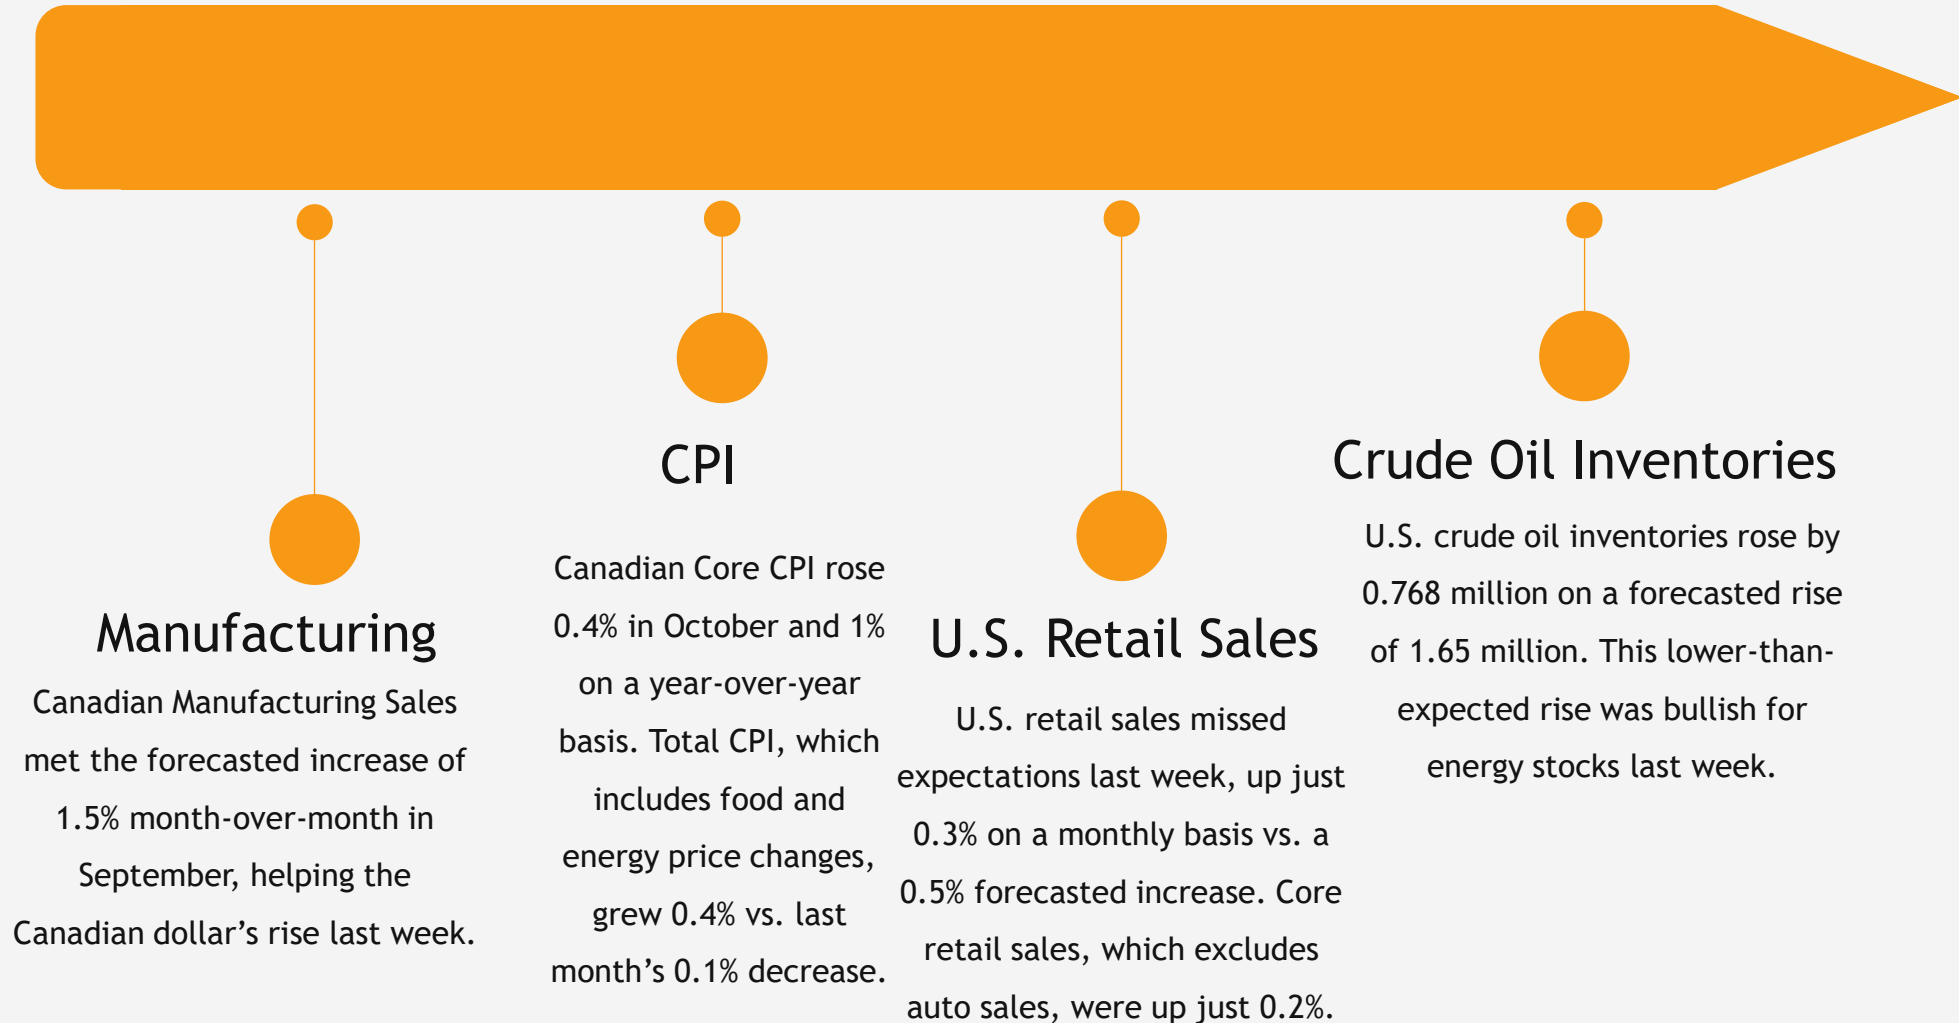 Manufacturing
Canadian Manufacturing Sales
met the forecasted increase of
1.5% month-over-month in
September, helping the
Canadian dollar’s rise last week.
CPI
Canadian Core CPI rose
0.4% in October and 1%
on a year-over-year
basis. Total CPI, which
includes food and
energy price changes,
grew 0.4% vs. last
month’s 0.1% decrease.
U.S. Retail Sales
U.S. retail sales missed
expectations last week, up just
0.3% on a monthly basis vs. a
0.5% forecasted increase. Core
retail sales, which excludes
auto sales, were up just 0.2%.
Crude Oil Inventories
U.S. crude oil inventories rose by
0.768 million on a forecasted rise
of 1.65 million. This lower-than-
expected rise was bullish for
energy stocks last week.